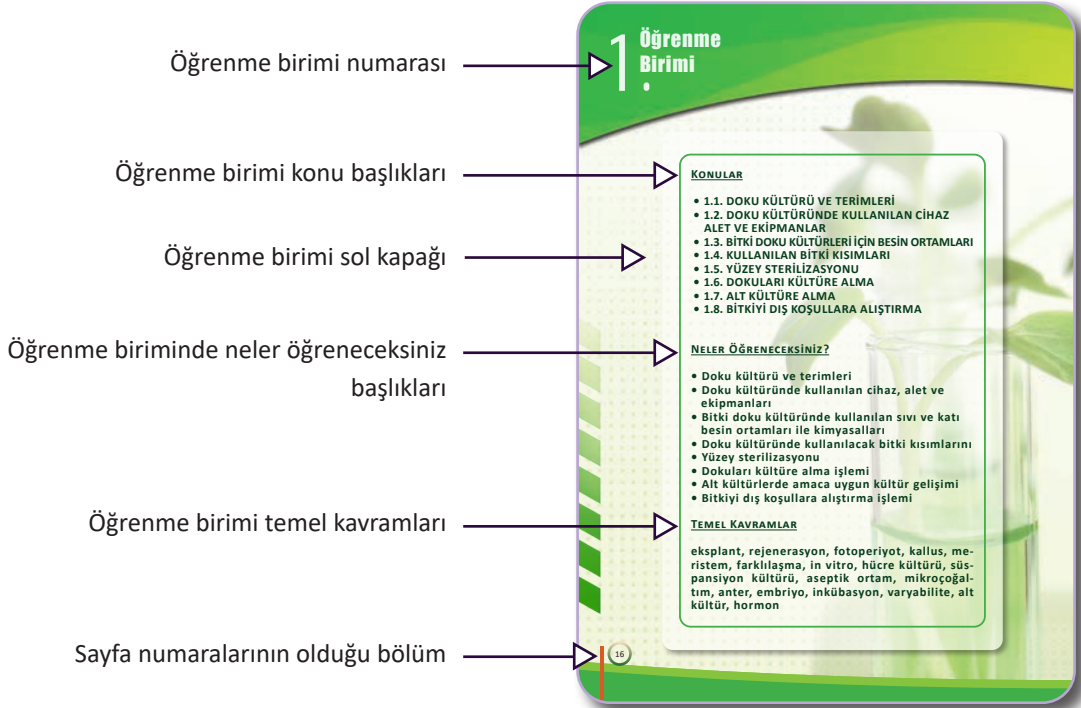 Öğrenme birimi numarası
Öğrenme birimi konu başlıkları
Öğrenme birimi sol kapağı
Öğrenme biriminde neler öğreneceksiniz
başlıkları
Öğrenme birimi temel kavramları
Sayfa numaralarının olduğu bölüm
1
Öğrenme
Birimi
KONULAR
• 1.1. DOKU KÜLTÜRÜ VE TERİMLERİ
• 1.2. DOKU KÜLTÜRÜNDE KULLANILAN CİHAZ
ALET VE EKİPMANLAR
• 1.3. BİTKİ DOKU KÜLTÜRLERİ İÇİN BESİN ORTAMLARI
• 1.4. KULLANILAN BİTKİ KISIMLARI
• 1.5. YÜZEY STERİLİZASYONU
• 1.6. DOKULARI KÜLTÜRE ALMA
• 1.7. ALT KÜLTÜRE ALMA
• 1.8. BİTKİYİ DIŞ KOŞULLARA ALIŞTIRMA
NELER ÖĞRENECEKSİNİZ?
• Doku kültürü ve terimleri
• Doku kültüründe kullanılan cihaz, alet ve
ekipmanları
• Bitki doku kültüründe kullanılan sıvı ve katı
besin ortamları ile kimyasalları
• Doku kültüründe kullanılacak bitki kısımlarını
• Yüzey sterilizasyonu
• Dokuları kültüre alma işlemi
• Alt kültürlerde amaca uygun kültür gelişimi
• Bitkiyi dış koşullara alıştırma işlemi
TEMEL KAVRAMLAR
eksplant, rejenerasyon, fotoperiyot, kallus, me-
ristem, farklılaşma, in vitro, hücre kültürü, süs-
pansiyon kültürü, aseptik ortam, mikroçoğal-
tım, anter, embriyo, inkübasyon, varyabilite, alt
kültür, hormon
16